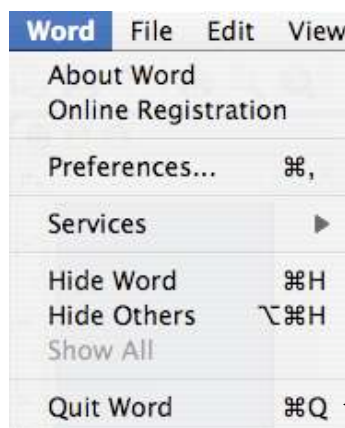 Word File Edit View
About Word
Online Registration
Preferences... ⌘,
Services ▶
Hide Word ⌘H
Hide Others ⌥⌘H
Show All
Quit Word ⌘Q